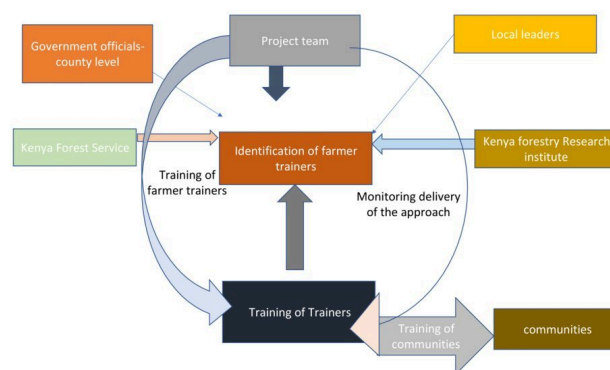 Government officials-
county level
Project team
Local leaders
Kenya Forest Service
Identification of farmer
trainers
Kenya forestry Research
institute
Training of
farmer trainers
Monitoring delivery
of the approach
Training of Trainers
Training of
communities
communities